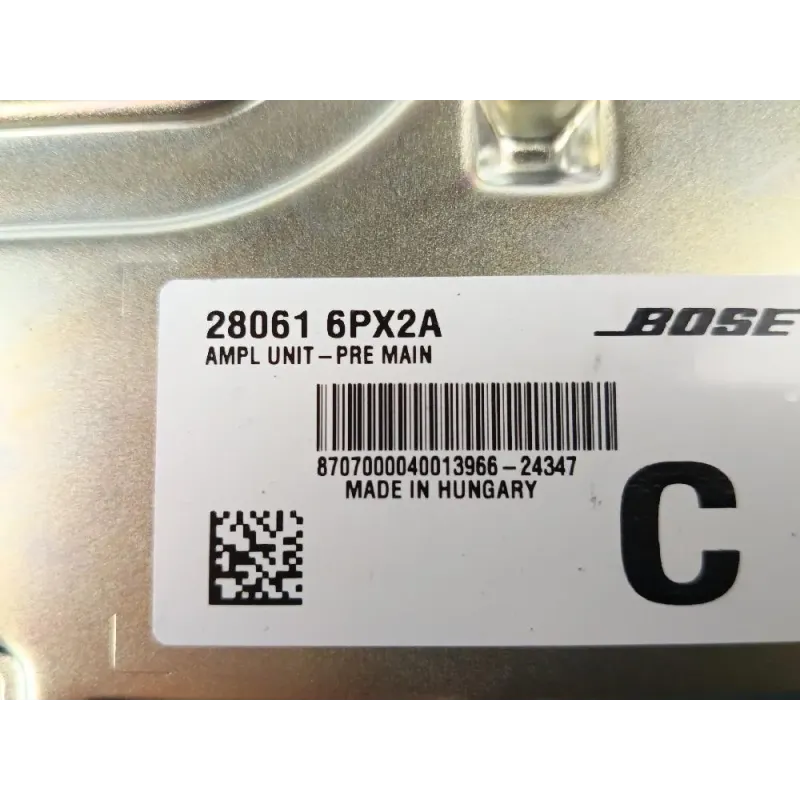 28061 6PX2A
BOSE
AMPL UNIT-PRE MAIN
8707000040013966-24347
MADE IN HUNGARY
C